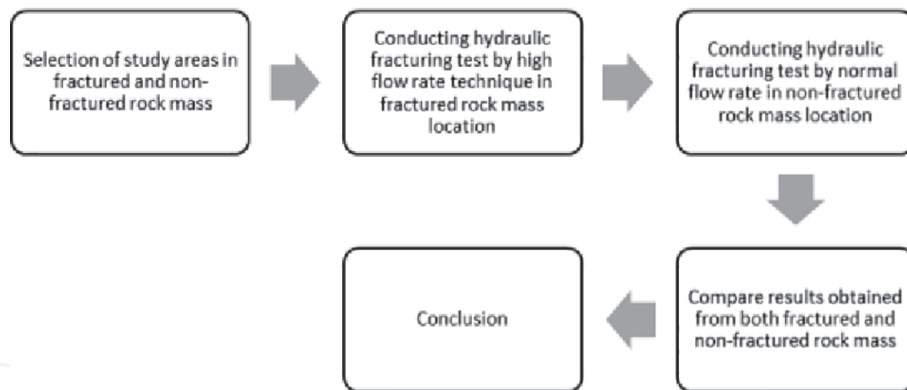 Selection of study areas in
fractured and non-
fractured rock mass
Conducting hydraulic
fracturing test by high
flow rate technique in
fractured rock mass
location
Conducting hydraulic
fracturing test by normal
flow rate in non-fractured
rock mass location
Compare results obtained
from both fractured and
non-fractured rock mass
Conclusion